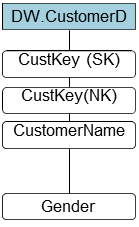 DW.CustomerD
CustKey (SK)
CustKey(NK)
CustomerName
Gender